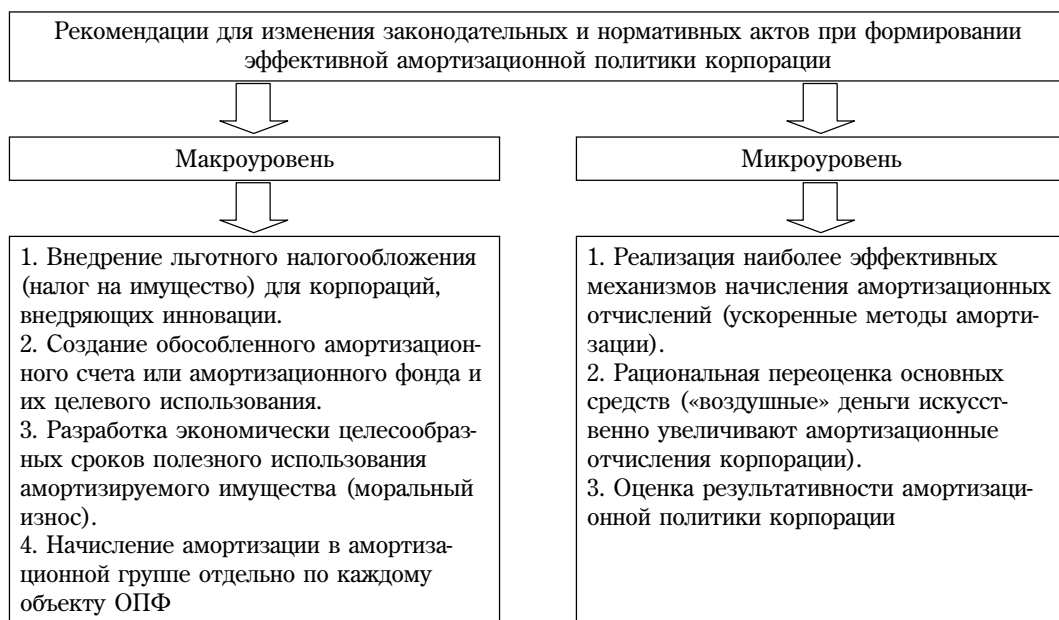 Рекомендации для изменения законодательных и нормативных актов при формировании
эффективной амортизационной политики корпорации
Макроуровень
Микроуровень
1. Внедрение льготного налогообложения
(налог на имущество) для корпораций,
внедряющих инновации.
2. Создание обособленного амортизацион-
ного счета или амортизационного фонда и
их целевого использования.
3. Разработка экономически целесообраз-
ных сроков полезного использования
амортизируемого имущества (моральный
износ).
4. Начисление амортизации в амортиза-
ционной группе отдельно по каждому
объекту ОПФ
1. Реализация наиболее эффективных
механизмов начисления амортизационных
отчислений (ускоренные методы аморти-
зации).
2. Рациональная переоценка основных
средств («воздушные» деньги искусст-
венно увеличивают амортизационные
отчисления корпорации).
3. Оценка результативности амортизаци-
онной политики корпорации